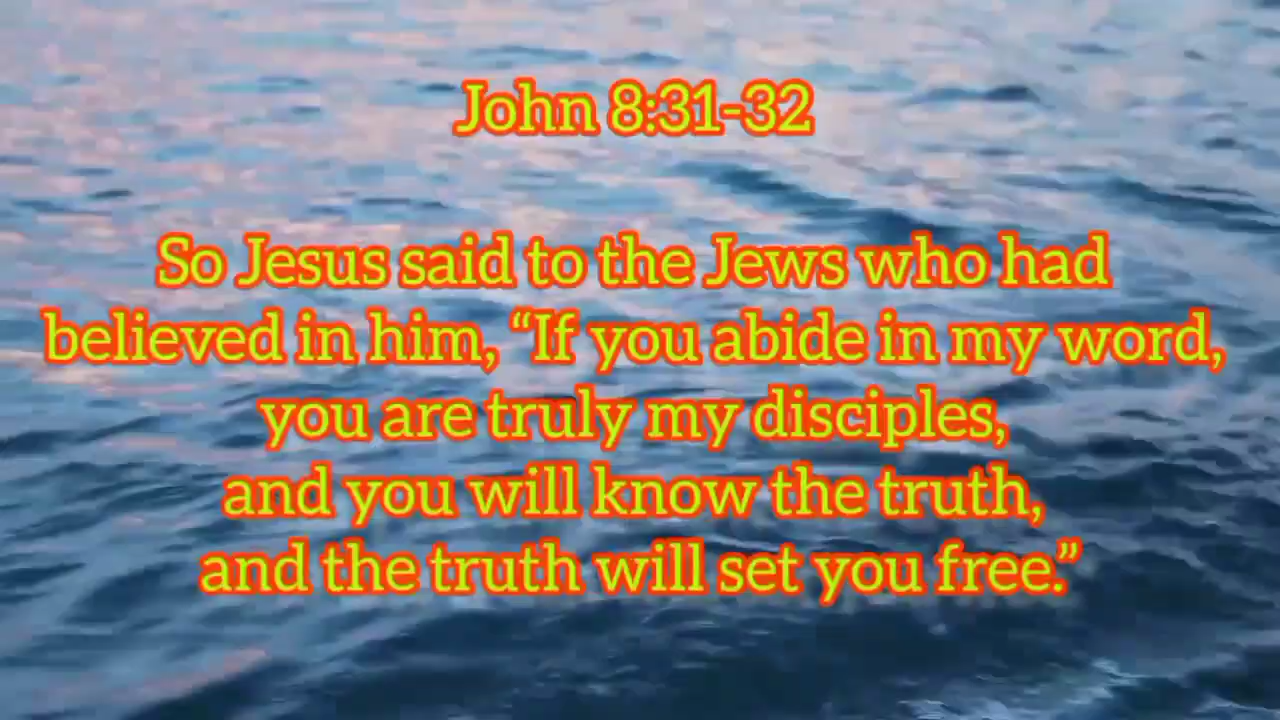 John 8:31-32
So Jesus said to the Jews who had
believed in him, “If you abide in my word,
you are truly my disciples,
and you will know the truth,
and the truth will set you free.”